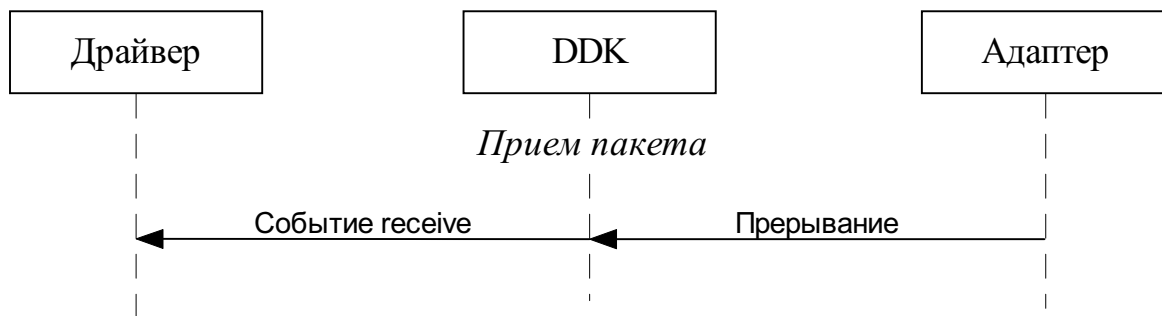 Драйвер
DDK
Адаптер
Прием пакета
Событие receive
Прерывание